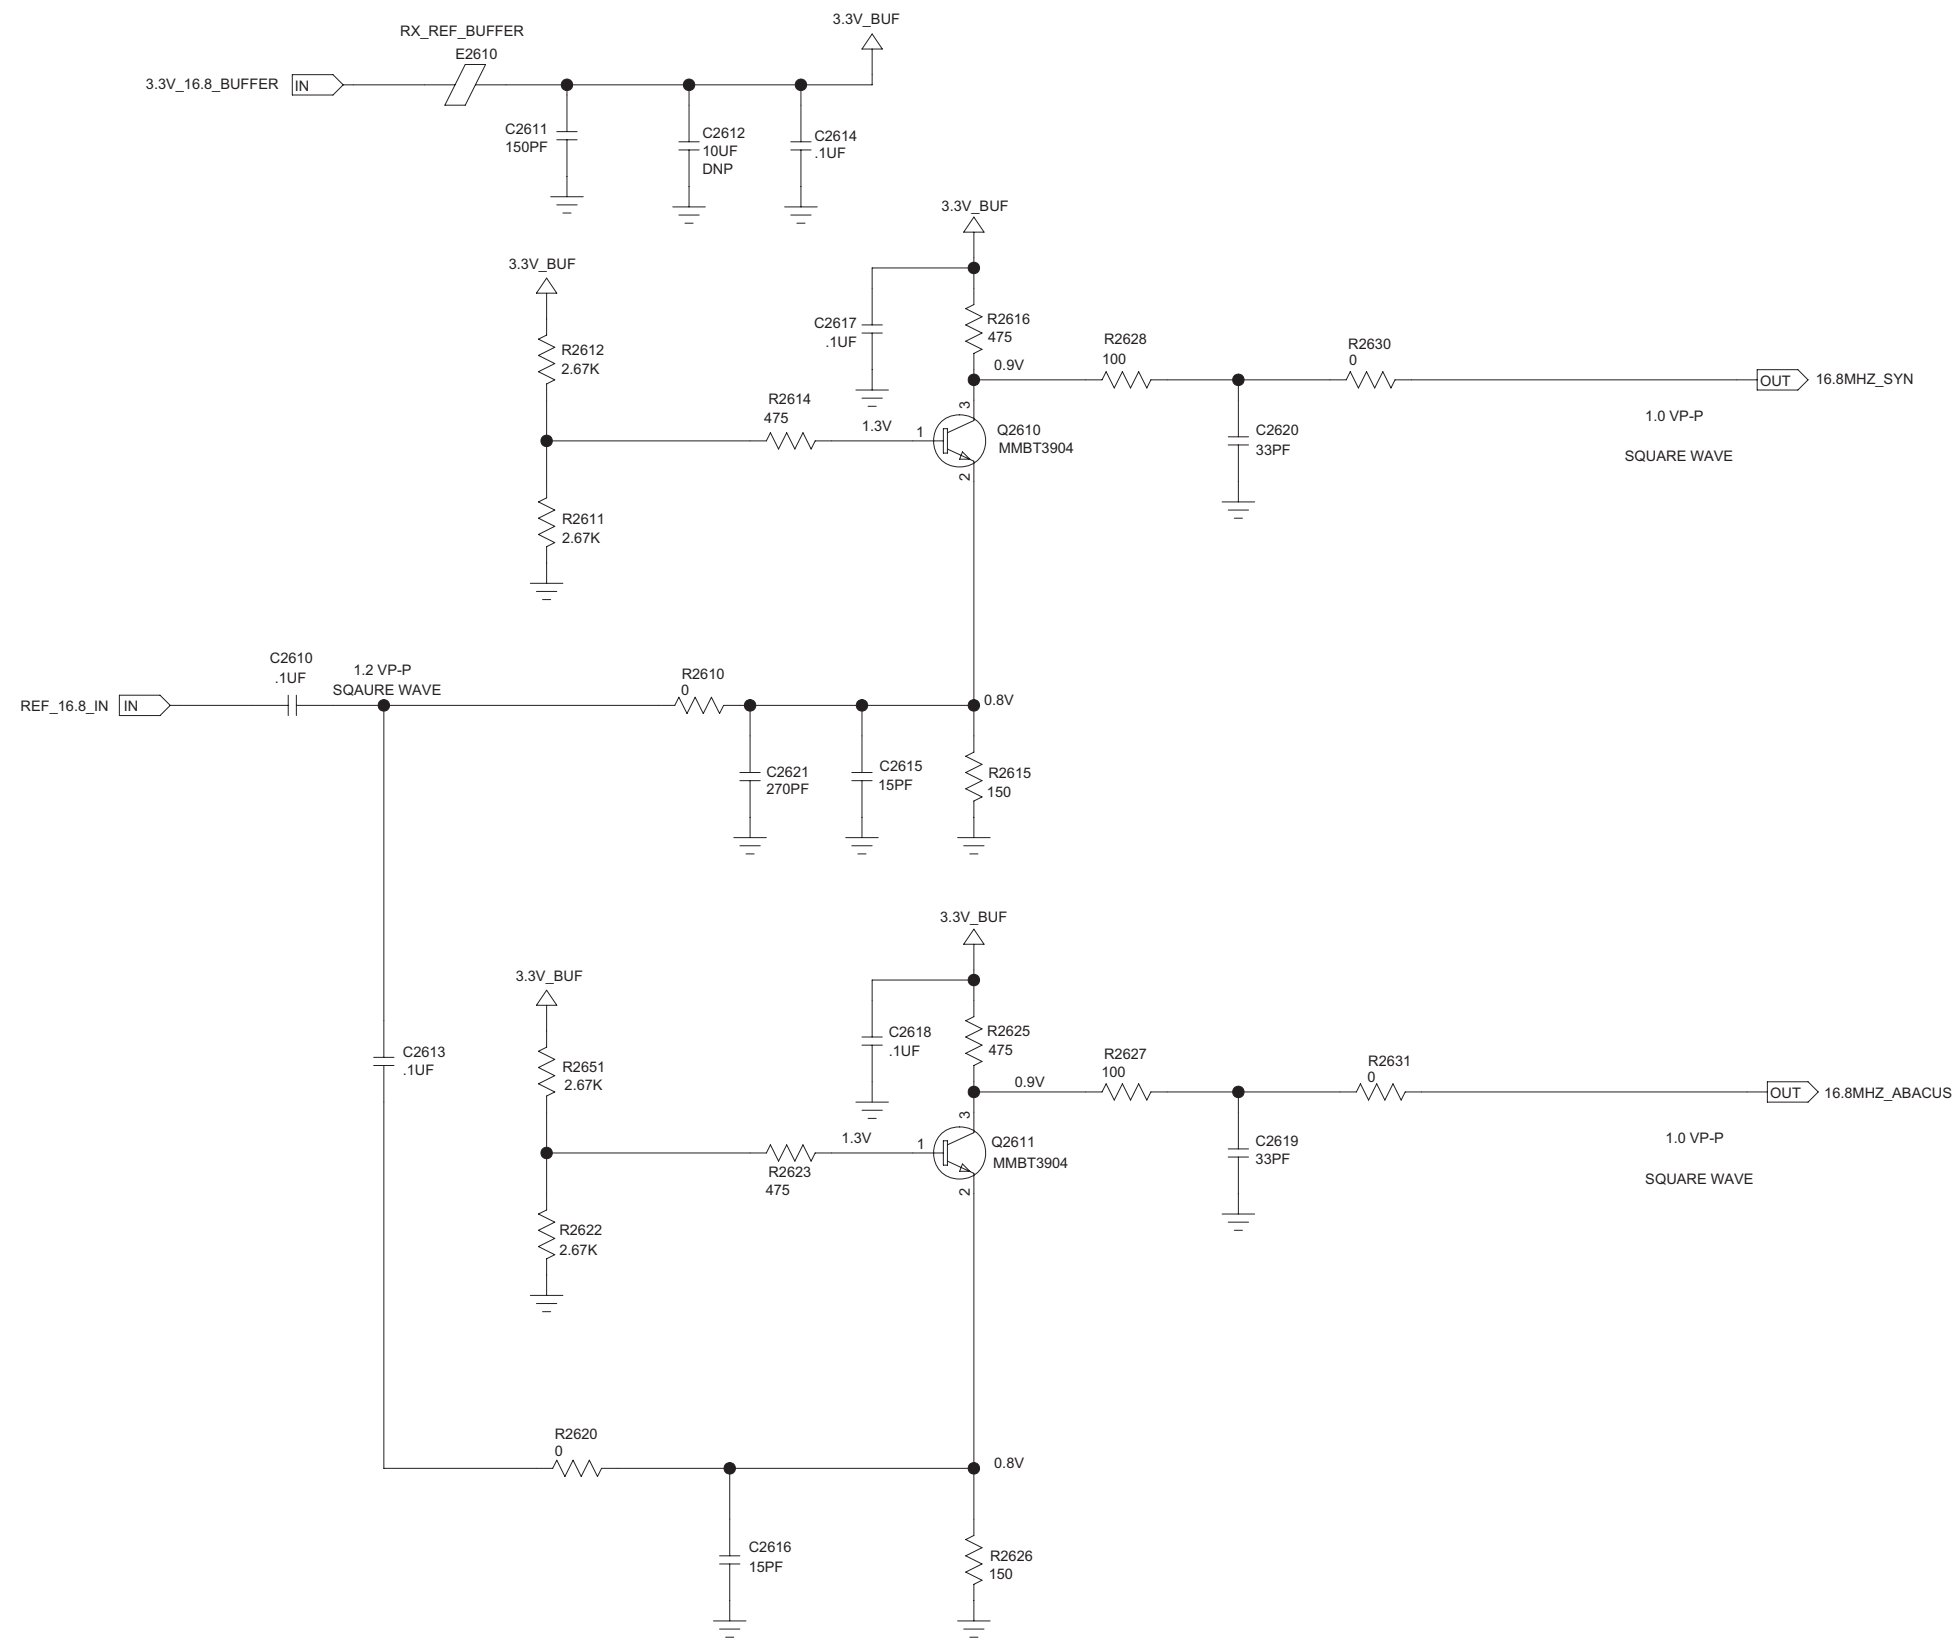 3.3V_BUF
RX_REF_BUFFER
E2610
3.3V_16.8_BUFFER
IN
C2611
150PF
C2612
10UF
DNP
C2614
.1UF
3.3V_BUF
3.3V_BUF
C2617
.1UF
R2616
475
R2612
2.67K
0.9V
R2628
100
R2630
0
OUT
16.8MHZ_SYN
R2614
475
1.3V
1
3
2
Q2610
MMBT3904
C2620
33PF
1.0 VP-P
SQUARE WAVE
R2611
2.67K
C2610
.1UF
1.2 VP-P
SQAURE WAVE
R2610
0
REF_16.8_IN
IN
0.8V
C2621
270PF
C2615
15PF
R2615
150
3.3V_BUF
3.3V_BUF
C2618
.1UF
R2625
475
C2613
.1UF
R2651
2.67K
0.9V
R2627
100
R2631
0
OUT
16.8MHZ_ABACUS
1.3V
1
3
2
Q2611
MMBT3904
R2623
475
C2619
33PF
1.0 VP-P
SQUARE WAVE
R2622
2.67K
R2620
0
0.8V
C2616
15PF
R2626
150